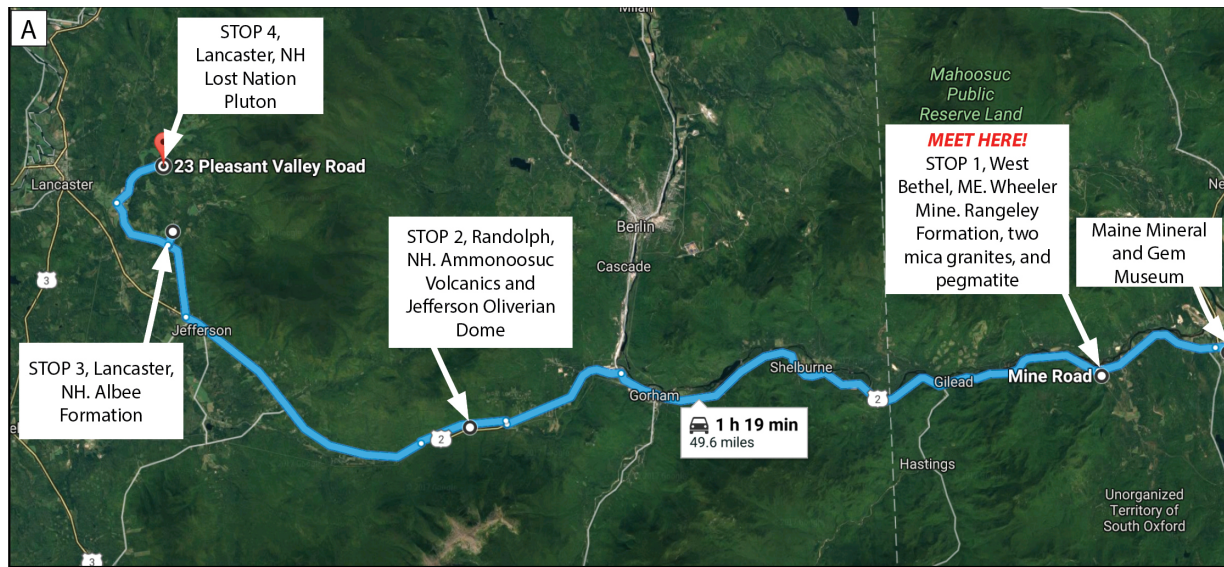 A
STOP 4,
Lancaster, NH
Lost Nation
Pluton
23 Pleasant Valley Road
Lancaster
3
STOP 3, Lancaster,
NH. Albee
Formation
Jefferson
STOP 2, Randolph,
NH. Ammonoosuc
Volcanics and
Jefferson Oliverian
Dome
2
Milan
Berlin
Cascade
Gorham
1 h 19 min
49.6 miles
Shelburne
2
Gilead
Hastings
Mahoosuc
Public
Reserve Land
MEET HERE!
STOP 1, West
Bethel, ME. Wheeler
Mine. Rangeley
Formation, two
mica granites, and
pegmatite
Mine Road
Maine Mineral
and Gem
Museum
Unorganized
Territory of
South Oxford
3